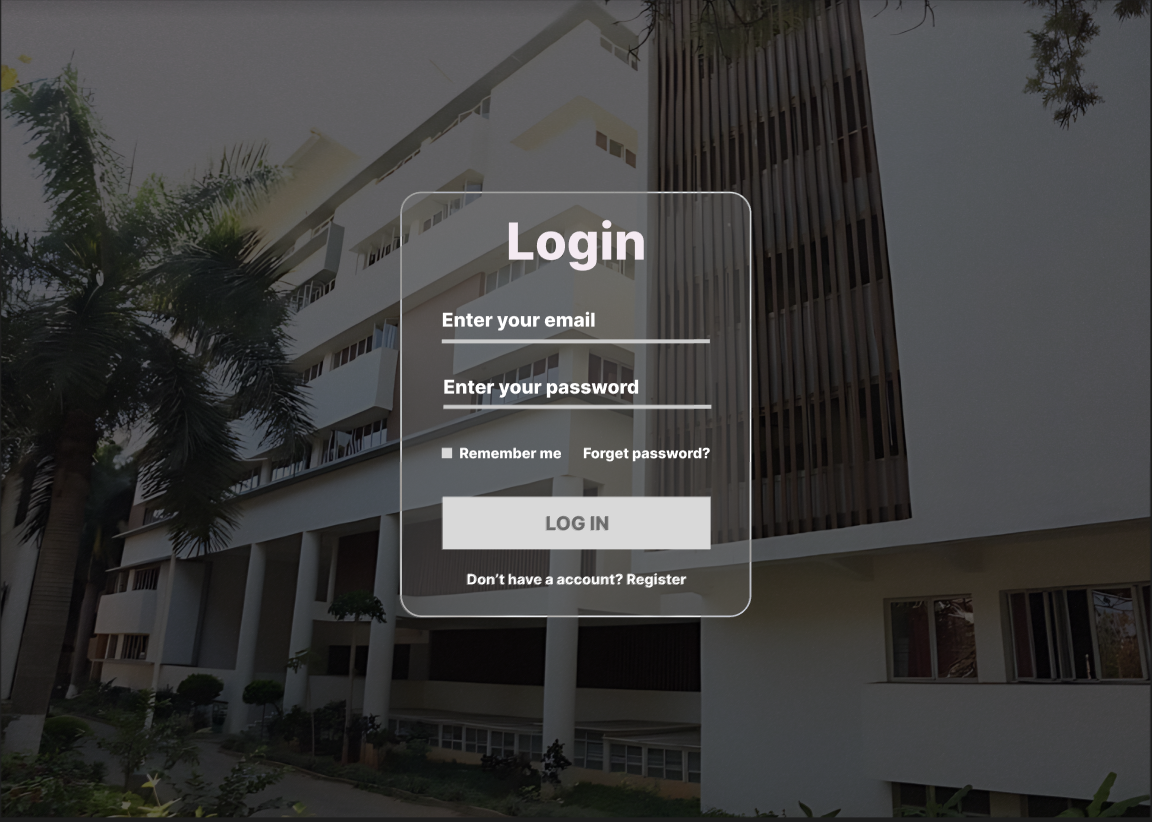 Login
Enter your email
Enter your password
Remember me Forget password?
LOG IN
Don’t have a account? Register